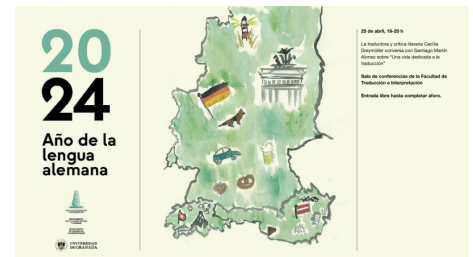 20
24
Año de la
lengua
alemana
UNIVERSIDAD
DE GRANADA
25 de abril, 19-20 h
La traductora y crítica literaria Cecilia
Dreymüller conversa con Santiago Martín
Alonso sobre "Una vida dedicada a la
traducción"
Sala de conferencias de la Facultad de
Traducción e Interpretación
Entrada libre hasta completar aforo.